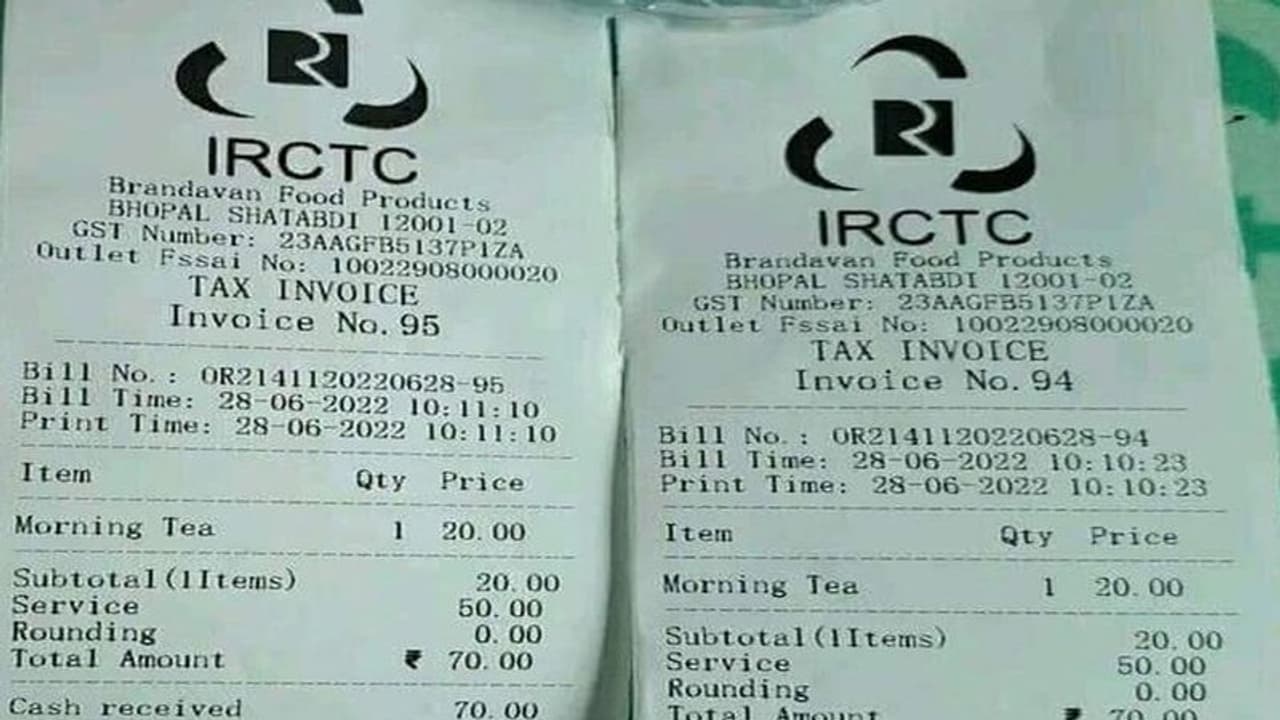 IRCTC
Brandavan Food Products
BHOPAL SHATABDI 12001-02
GST Number: 23AAGFB5137P1ZA
Outlet Fssai No: 10022908000020
TAX INVOICE
Invoice No. 95
Bill No.: OR2141120220628-95
Bill Time: 28-06-2022 10:11:10
Print Time: 28-06-2022 10:11:10
Item Qty Price
Morning Tea 1 20.00
Subtotal(1Items) 20.00
Service 50.00
Rounding 0.00
Total Amount ₹ 70.00
Cash received 70.00
IRCTC
Brandavan Food Products
BHOPAL SHATABDI 12001-02
GST Number: 23AAGFB5137P1ZA
Outlet Fssai No: 10022908000020
TAX INVOICE
Invoice No. 94
Bill No.: OR2141120220628-94
Bill Time: 28-06-2022 10:10:23
Print Time: 28-06-2022 10:10:23
Item Qty Price
Morning Tea 1 20.00
Subtotal(1Items) 20.00
Service 50.00
Rounding 0.00
Total Amount ₹ 70.00